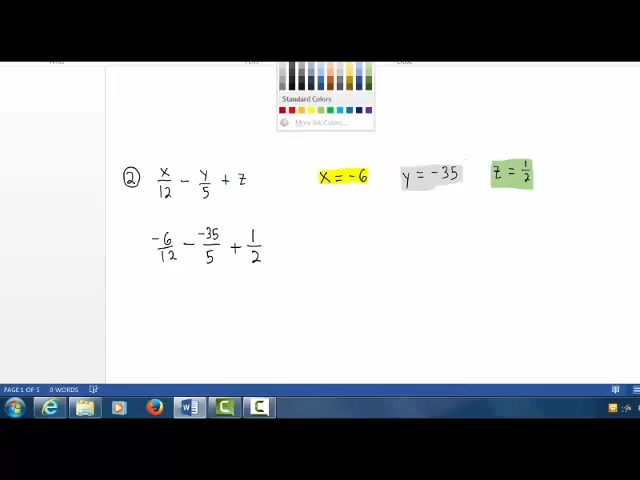 Standard Colors
More Ink Colors...
② x/12 − y/5 + z x = −6 y = −35 z = 1/2
−6/12 − −35/5 + 1/2
PAGE 1 OF 5 0 WORDS